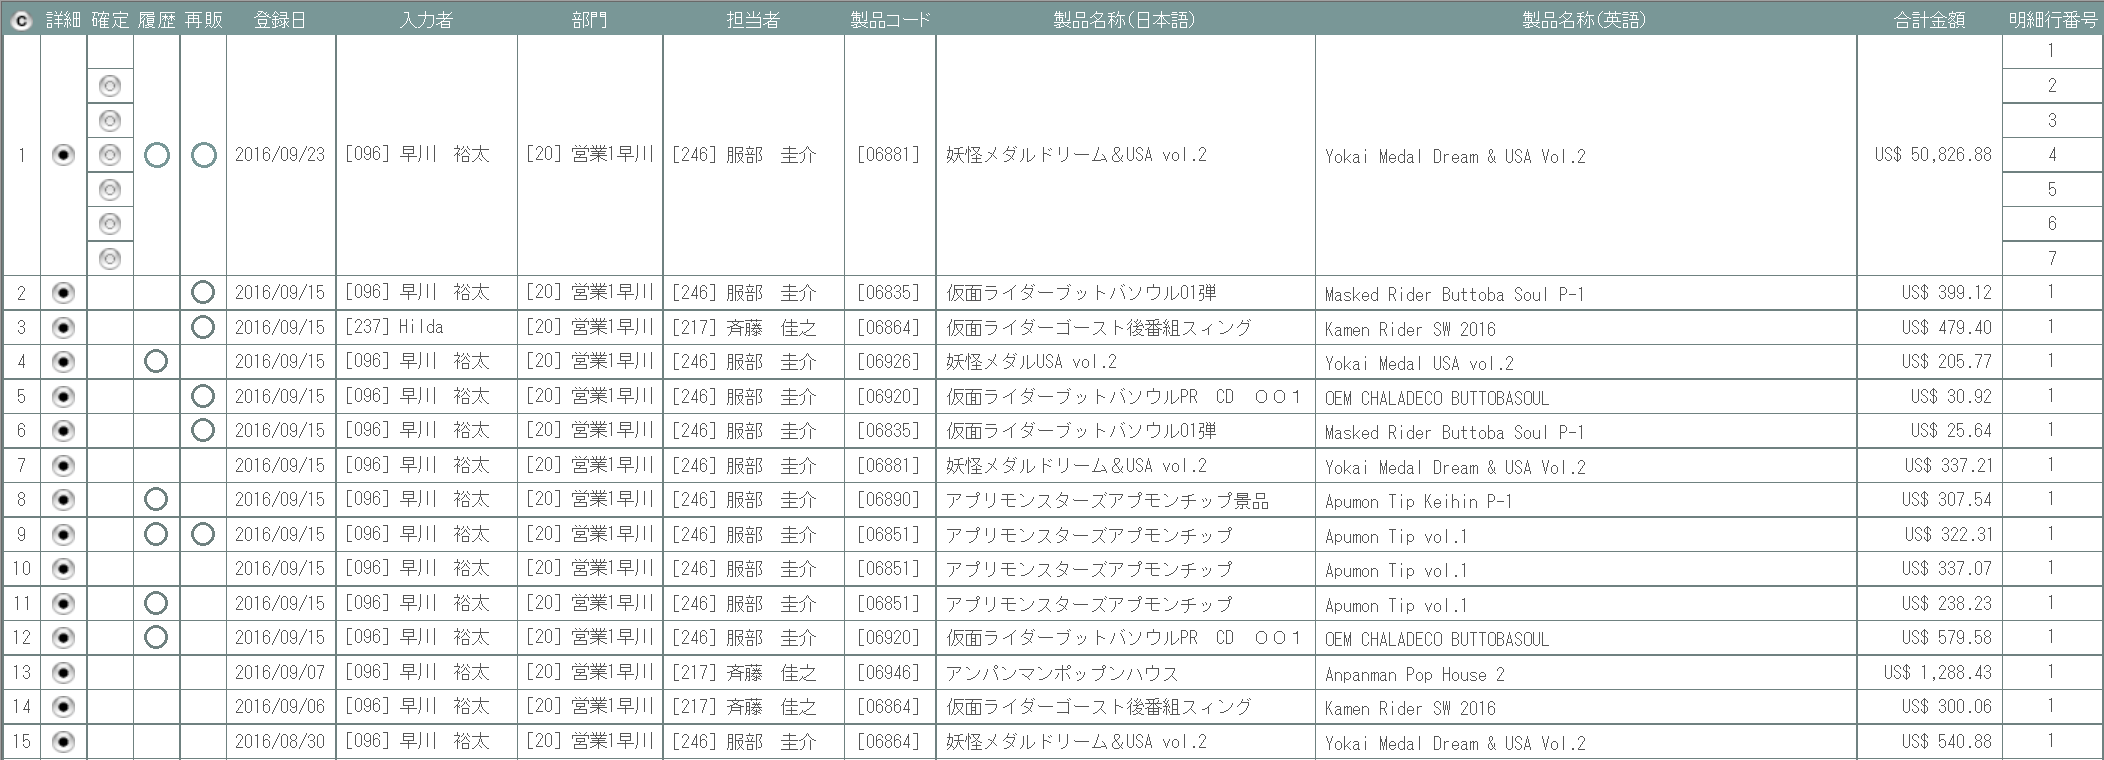 C 詳細 確定 履歴 再販 登録日 入力者 部門 担当者 製品コード 製品名称(日本語) 製品名称(英語) 合計金額 明細行番号
1
2
3
1 2016/09/23 [096] 早川　裕太 [20] 営業1早川 [246] 服部　圭介 [06881] 妖怪メダルドリーム＆USA vol.2 Yokai Medal Dream & USA Vol.2 US$ 50,826.88 4
5
6
7
2 2016/09/15 [096] 早川　裕太 [20] 営業1早川 [246] 服部　圭介 [06835] 仮面ライダーブットバソウル01弾 Masked Rider Buttoba Soul P-1 US$ 399.12 1
3 2016/09/15 [237] Hilda [20] 営業1早川 [217] 斉藤　佳之 [06864] 仮面ライダーゴースト後番組スィング Kamen Rider SW 2016 US$ 479.40 1
4 2016/09/15 [096] 早川　裕太 [20] 営業1早川 [246] 服部　圭介 [06926] 妖怪メダルUSA vol.2 Yokai Medal USA vol.2 US$ 205.77 1
5 2016/09/15 [096] 早川　裕太 [20] 営業1早川 [246] 服部　圭介 [06920] 仮面ライダーブットバソウルPR　CD　００１ OEM CHALADECO BUTTOBASOUL US$ 30.92 1
6 2016/09/15 [096] 早川　裕太 [20] 営業1早川 [246] 服部　圭介 [06835] 仮面ライダーブットバソウル01弾 Masked Rider Buttoba Soul P-1 US$ 25.64 1
7 2016/09/15 [096] 早川　裕太 [20] 営業1早川 [246] 服部　圭介 [06881] 妖怪メダルドリーム＆USA vol.2 Yokai Medal Dream & USA Vol.2 US$ 337.21 1
8 2016/09/15 [096] 早川　裕太 [20] 営業1早川 [246] 服部　圭介 [06890] アプリモンスターズアプモンチップ景品 Apumon Tip Keihin P-1 US$ 307.54 1
9 2016/09/15 [096] 早川　裕太 [20] 営業1早川 [246] 服部　圭介 [06851] アプリモンスターズアプモンチップ Apumon Tip vol.1 US$ 322.31 1
10 2016/09/15 [096] 早川　裕太 [20] 営業1早川 [246] 服部　圭介 [06851] アプリモンスターズアプモンチップ Apumon Tip vol.1 US$ 337.07 1
11 2016/09/15 [096] 早川　裕太 [20] 営業1早川 [246] 服部　圭介 [06851] アプリモンスターズアプモンチップ Apumon Tip vol.1 US$ 238.23 1
12 2016/09/15 [096] 早川　裕太 [20] 営業1早川 [246] 服部　圭介 [06920] 仮面ライダーブットバソウルPR　CD　００１ OEM CHALADECO BUTTOBASOUL US$ 579.58 1
13 2016/09/07 [096] 早川　裕太 [20] 営業1早川 [217] 斉藤　佳之 [06946] アンパンマンポップンハウス Anpanman Pop House 2 US$ 1,288.43 1
14 2016/09/06 [096] 早川　裕太 [20] 営業1早川 [217] 斉藤　佳之 [06864] 仮面ライダーゴースト後番組スィング Kamen Rider SW 2016 US$ 300.06 1
15 2016/08/30 [096] 早川　裕太 [20] 営業1早川 [246] 服部　圭介 [06864] 妖怪メダルドリーム＆USA vol.2 Yokai Medal Dream & USA Vol.2 US$ 540.88 1